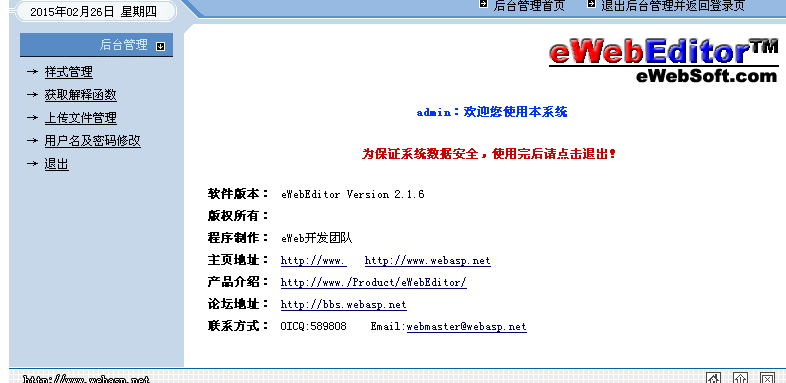 2015年02月26日 星期四
后台管理首页 退出后台管理并返回登录页
后台管理
→ 样式管理
→ 获取解释函数
→ 上传文件管理
→ 用户名及密码修改
→ 退出
eWebEditor™
eWebSoft.com
admin：欢迎您使用本系统
为保证系统数据安全，使用完后请点击退出！
软件版本： eWebEditor Version 2.1.6
版权所有：
程序制作： eWeb开发团队
主页地址： http://www. http://www.webasp.net
产品介绍： http://www./Product/eWebEditor/
论坛地址： http://bbs.webasp.net
联系方式： OICQ:589808 Email:webmaster@webasp.net
http://www.webasp.net